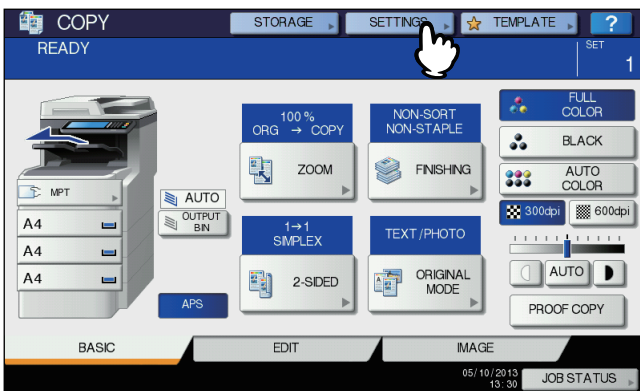 COPY
STORAGE
SETTINGS
TEMPLATE
?
READY
SET
1
100 %
ORG → COPY
ZOOM
NON-SORT
NON-STAPLE
FINISHING
FULL
COLOR
BLACK
AUTO
COLOR
300dpi
600dpi
MPT
A4
A4
A4
AUTO
OUTPUT
BIN
APS
1→1
SIMPLEX
2-SIDED
TEXT/PHOTO
ORIGINAL
MODE
AUTO
PROOF COPY
BASIC
EDIT
IMAGE
05/10/2013
13:30
JOB STATUS